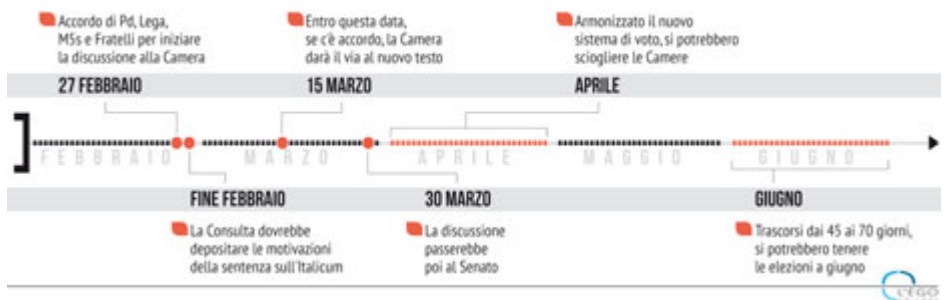 Accordo di Pd, Lega,
M5s e Fratelli per iniziare
la discussione alla Camera
27 FEBBRAIO
Entro questa data,
se c'è accordo, la Camera
darà il via al nuovo testo
15 MARZO
Armonizzato il nuovo
sistema di voto, si potrebbero
sciogliere le Camere
APRILE
FEBBRAIO
MARZO
APRILE
MAGGIO
GIUGNO
FINE FEBBRAIO
La Consulta dovrebbe
depositare le motivazioni
della sentenza sull'Italicum
30 MARZO
La discussione
passerebbe
poi al Senato
GIUGNO
Trascorsi dai 45 ai 70 giorni,
si potrebbero tenere
le elezioni a giugno
L'EGO